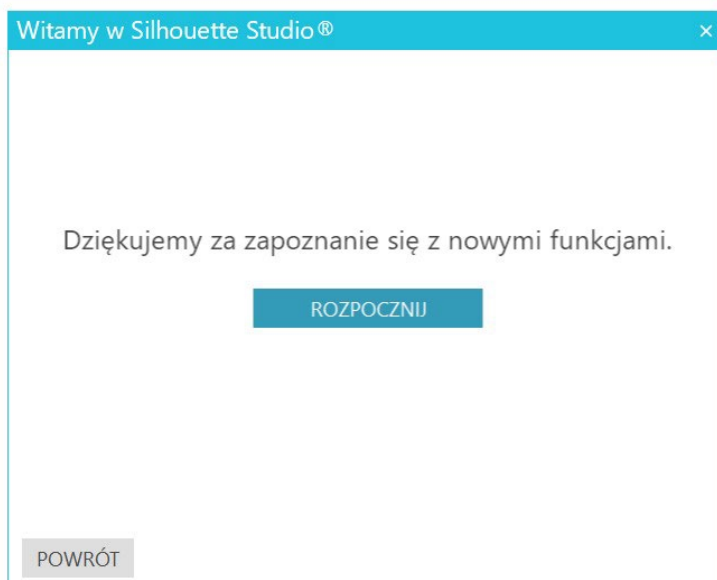 Witamy w Silhouette Studio®
Dziękujemy za zapoznanie się z nowymi funkcjami.
ROZPOCZNIJ
POWRÓT